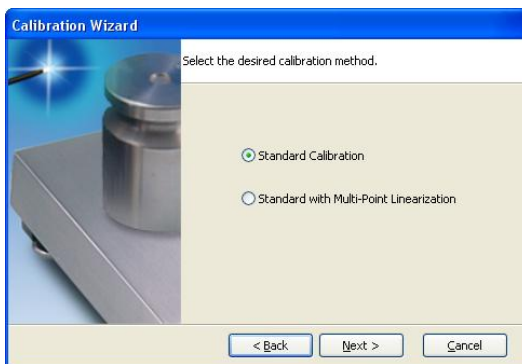 Calibration Wizard
Select the desired calibration method.
Standard Calibration
Standard with Multi-Point Linearization
< Back
Next >
Cancel